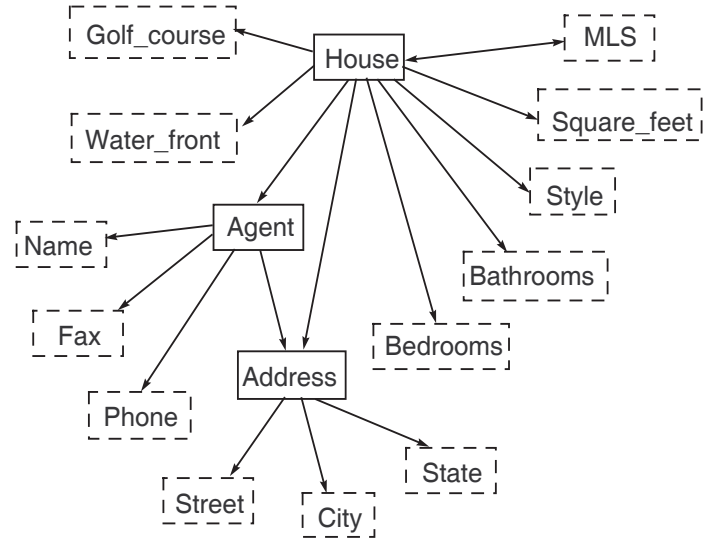 Golf_course
House
MLS
Water_front
Square_feet
Style
Agent
Name
Bathrooms
Fax
Bedrooms
Address
Phone
State
Street
City